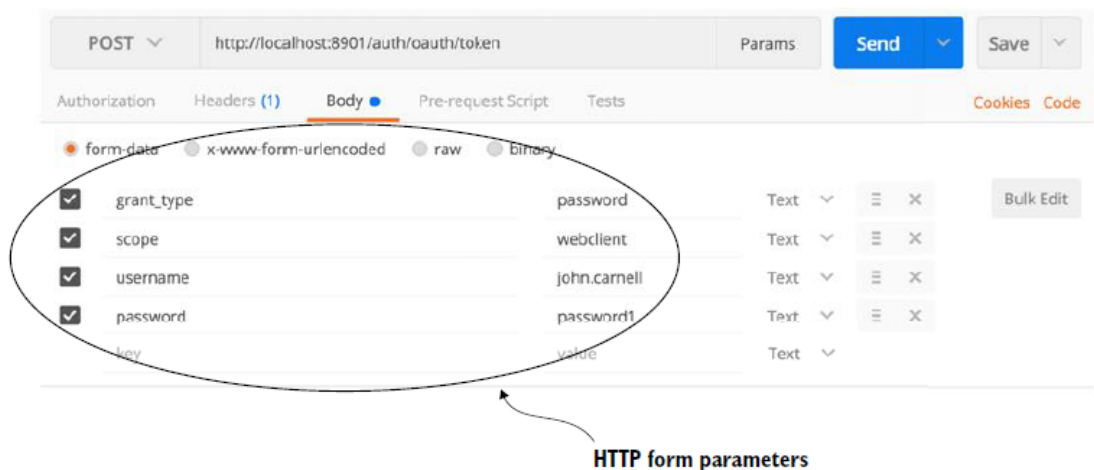 POST http://localhost:8901/auth/oauth/token Params Send Save
Authorization Headers (1) Body Pre-request Script Tests Cookies Code
form-data x-www-form-urlencoded raw binary
grant_type password Text Bulk Edit
scope webclient Text
username john.carnell Text
password password1 Text
key value Text
HTTP form parameters